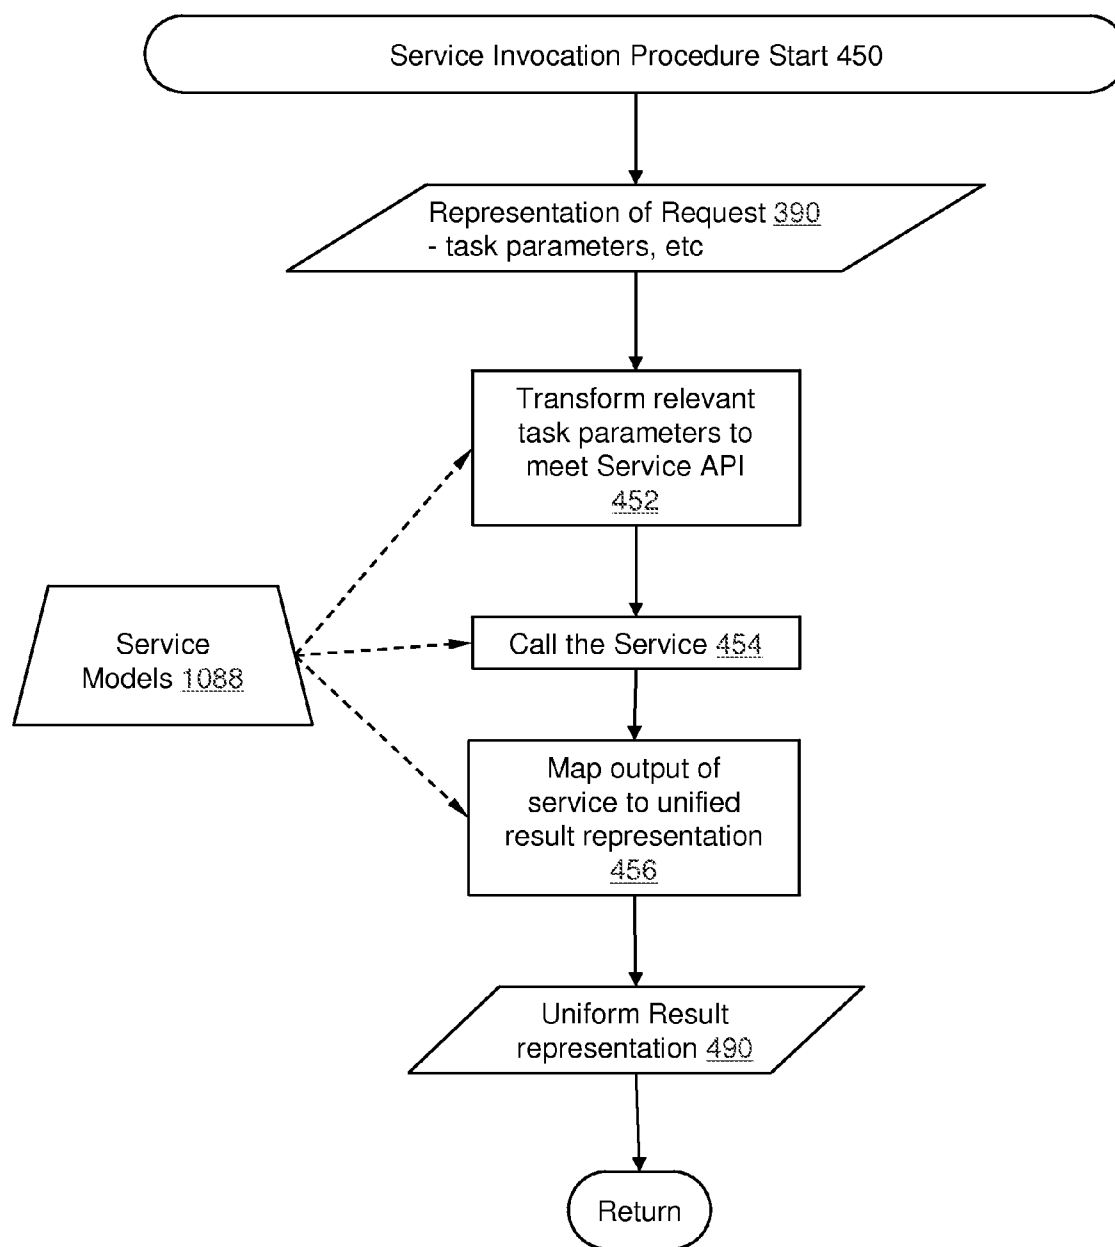 Service Invocation Procedure Start 450
Representation of Request 390
- task parameters, etc
Transform relevant
task parameters to
meet Service API
452
Service
Models 1088
Call the Service 454
Map output of
service to unified
result representation
456
Uniform Result
representation 490
Return